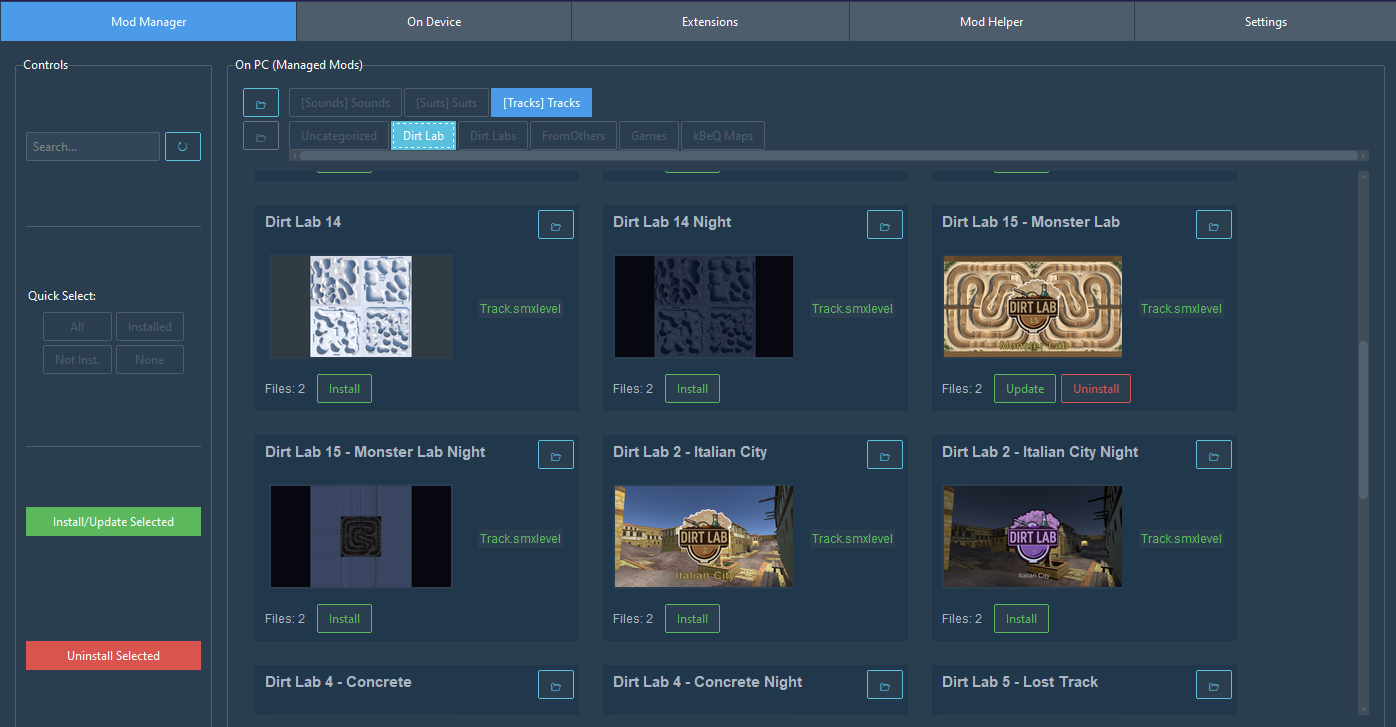 Mod Manager On Device Extensions Mod Helper Settings
Controls
On PC (Managed Mods)
[Sounds] Sounds [Suits] Suits [Tracks] Tracks
Uncategorized Dirt Lab Dirt Labs FromOthers Games kBeQ Maps
Search...
Quick Select:
All Installed
Not Inst. None
Install/Update Selected
Uninstall Selected
Dirt Lab 14
Track.smxlevel
Files: 2 Install
Dirt Lab 14 Night
Track.smxlevel
Files: 2 Install
Dirt Lab 15 - Monster Lab
DIRT LAB
15
Monster Lab
Track.smxlevel
Files: 2 Update Uninstall
Dirt Lab 15 - Monster Lab Night
Track.smxlevel
Files: 2 Install
Dirt Lab 2 - Italian City
DIRT LAB
2
Italian City
Track.smxlevel
Files: 2 Install
Dirt Lab 2 - Italian City Night
DIRT LAB
2
Italian City
Track.smxlevel
Files: 2 Install
Dirt Lab 4 - Concrete
Dirt Lab 4 - Concrete Night
Dirt Lab 5 - Lost Track